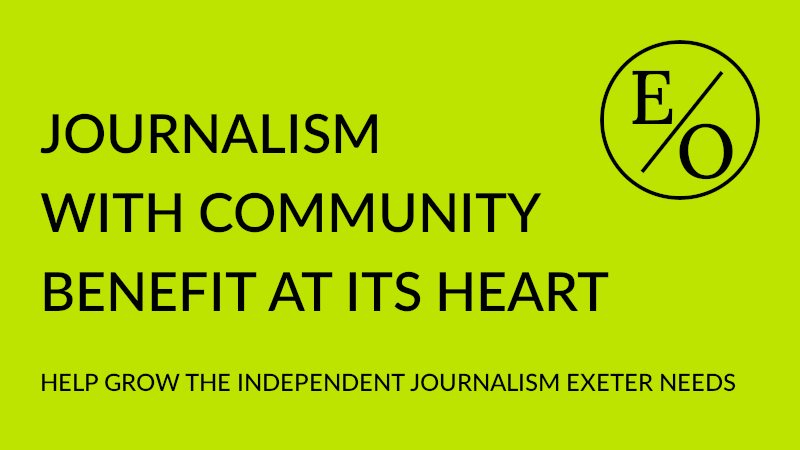 E/O
JOURNALISM
WITH COMMUNITY
BENEFIT AT ITS HEART
HELP GROW THE INDEPENDENT JOURNALISM EXETER NEEDS